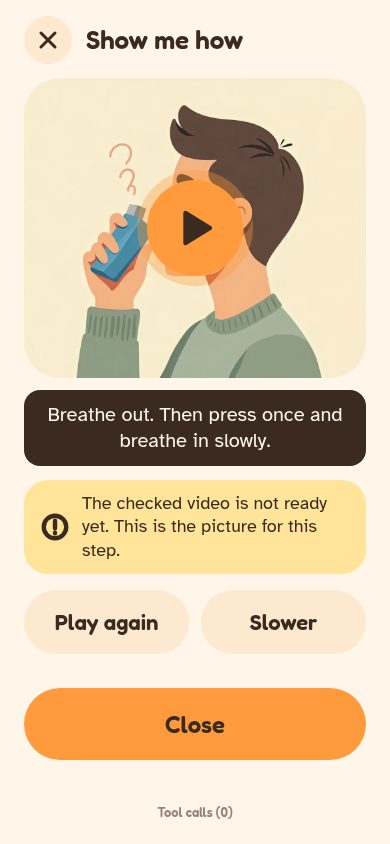 Show me how
Breathe out. Then press once and
breathe in slowly.
The checked video is not ready
yet. This is the picture for this
step.
Play again
Slower
Close
Tool calls (0)